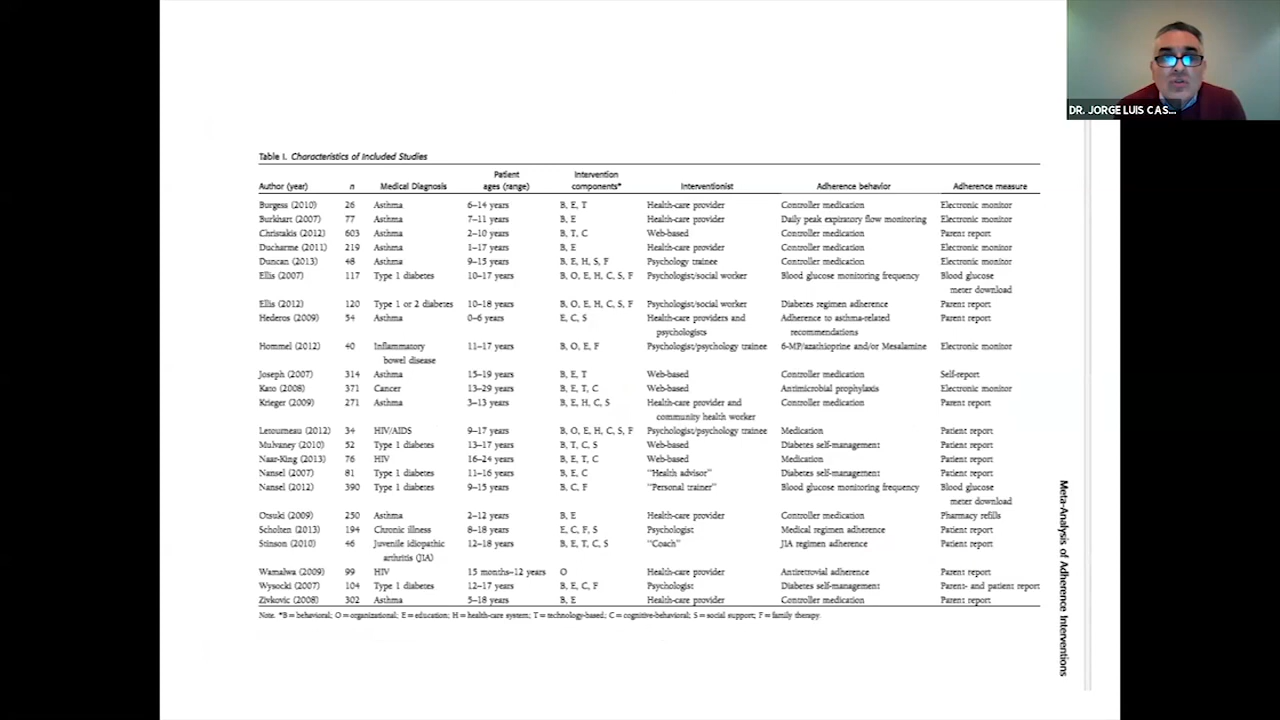 DR. JORGE LUIS CAS...
Table I. Characteristics of Included Studies
Patient Intervention
Author (year) n Medical Diagnosis ages (range) components* Interventionist Adherence behavior Adherence measure
Burgess (2010) 26 Asthma 6–14 years B, E, T Health-care provider Controller medication Electronic monitor
Burkhart (2007) 77 Asthma 7–11 years B, E Health-care provider Daily peak expiratory flow monitoring Electronic monitor
Christakis (2012) 603 Asthma 2–10 years B, T, C Web-based Controller medication Parent report
Ducharme (2011) 219 Asthma 1–17 years B, E Health-care provider Controller medication Electronic monitor
Duncan (2013) 48 Asthma 9–15 years B, E, H, S, F Psychology trainee Controller medication Electronic monitor
Ellis (2007) 117 Type 1 diabetes 10–17 years B, O, E, H, C, S, F Psychologist/social worker Blood glucose monitoring frequency Blood glucose
meter download
Ellis (2012) 120 Type 1 or 2 diabetes 10–18 years B, O, E, H, C, S, F Psychologist/social worker Diabetes regimen adherence Parent report
Hederos (2009) 54 Asthma 0–6 years E, C, S Health-care providers and Adherence to asthma-related Parent report
psychologists recommendations
Hommel (2012) 40 Inflammatory 11–17 years B, O, E, F Psychologist/psychology trainee 6-MP/azathioprine and/or Mesalamine Electronic monitor
bowel disease
Joseph (2007) 314 Asthma 15–19 years B, E, T Web-based Controller medication Self-report
Kato (2008) 371 Cancer 13–29 years B, E, T, C Web-based Antimicrobial prophylaxis Electronic monitor
Krieger (2009) 271 Asthma 3–13 years B, E, H, C, S Health-care provider and Controller medication Parent report
community health worker
Letourneau (2012) 34 HIV/AIDS 9–17 years B, O, E, H, C, S, F Psychologist/psychology trainee Medication Patient report
Mulvaney (2010) 52 Type 1 diabetes 13–17 years B, T, C, S Web-based Diabetes self-management Patient report
Naar-King (2013) 76 HIV 16–24 years B, E, T, C Web-based Medication Patient report
Nansel (2007) 81 Type 1 diabetes 11–16 years B, E, C "Health advisor" Diabetes self-management Patient report
Nansel (2012) 390 Type 1 diabetes 9–15 years B, C, F "Personal trainer" Blood glucose monitoring frequency Blood glucose
meter download
Otsuki (2009) 250 Asthma 2–12 years B, E Health-care provider Controller medication Pharmacy refills
Scholten (2013) 194 Chronic illness 8–18 years E, C, F, S Psychologist Medical regimen adherence Patient report
Stinson (2010) 46 Juvenile idiopathic 12–18 years B, E, T, C, S "Coach" JIA regimen adherence Patient report
arthritis (JIA)
Wamalwa (2009) 99 HIV 15 months–12 years O Health-care provider Antiretrovial adherence Parent report
Wysocki (2007) 104 Type 1 diabetes 12–17 years B, E, C, F Psychologist Diabetes self-management Parent- and patient report
Zivkovic (2008) 302 Asthma 5–18 years B, E Health-care provider Controller medication Parent report
Note. *B = behavioral; O = organizational; E = education; H = health-care system; T = technology-based; C = cognitive-behavioral; S = social support; F = family therapy.
Meta-Analysis of Adherence Interventions